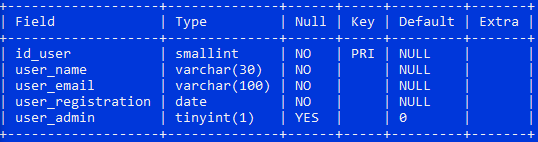 +-------------------+--------------+------+-----+---------+-------+
| Field             | Type         | Null | Key | Default | Extra |
+-------------------+--------------+------+-----+---------+-------+
| id_user           | smallint     | NO   | PRI | NULL    |       |
| user_name         | varchar(30)  | NO   |     | NULL    |       |
| user_email        | varchar(100) | NO   |     | NULL    |       |
| user_registration | date         | NO   |     | NULL    |       |
| user_admin        | tinyint(1)   | YES  |     | 0       |       |
+-------------------+--------------+------+-----+---------+-------+